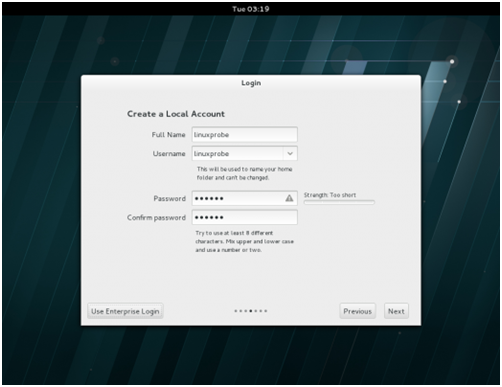 Tue 03:19
Login
Create a Local Account
Full Name linuxprobe
Username linuxprobe
This will be used to name your home
folder and can't be changed.
Password •••••• Strength: Too short
Confirm password ••••••
Try to use at least 8 different
characters. Mix upper and lower case
and use a number or two.
Use Enterprise Login Previous Next